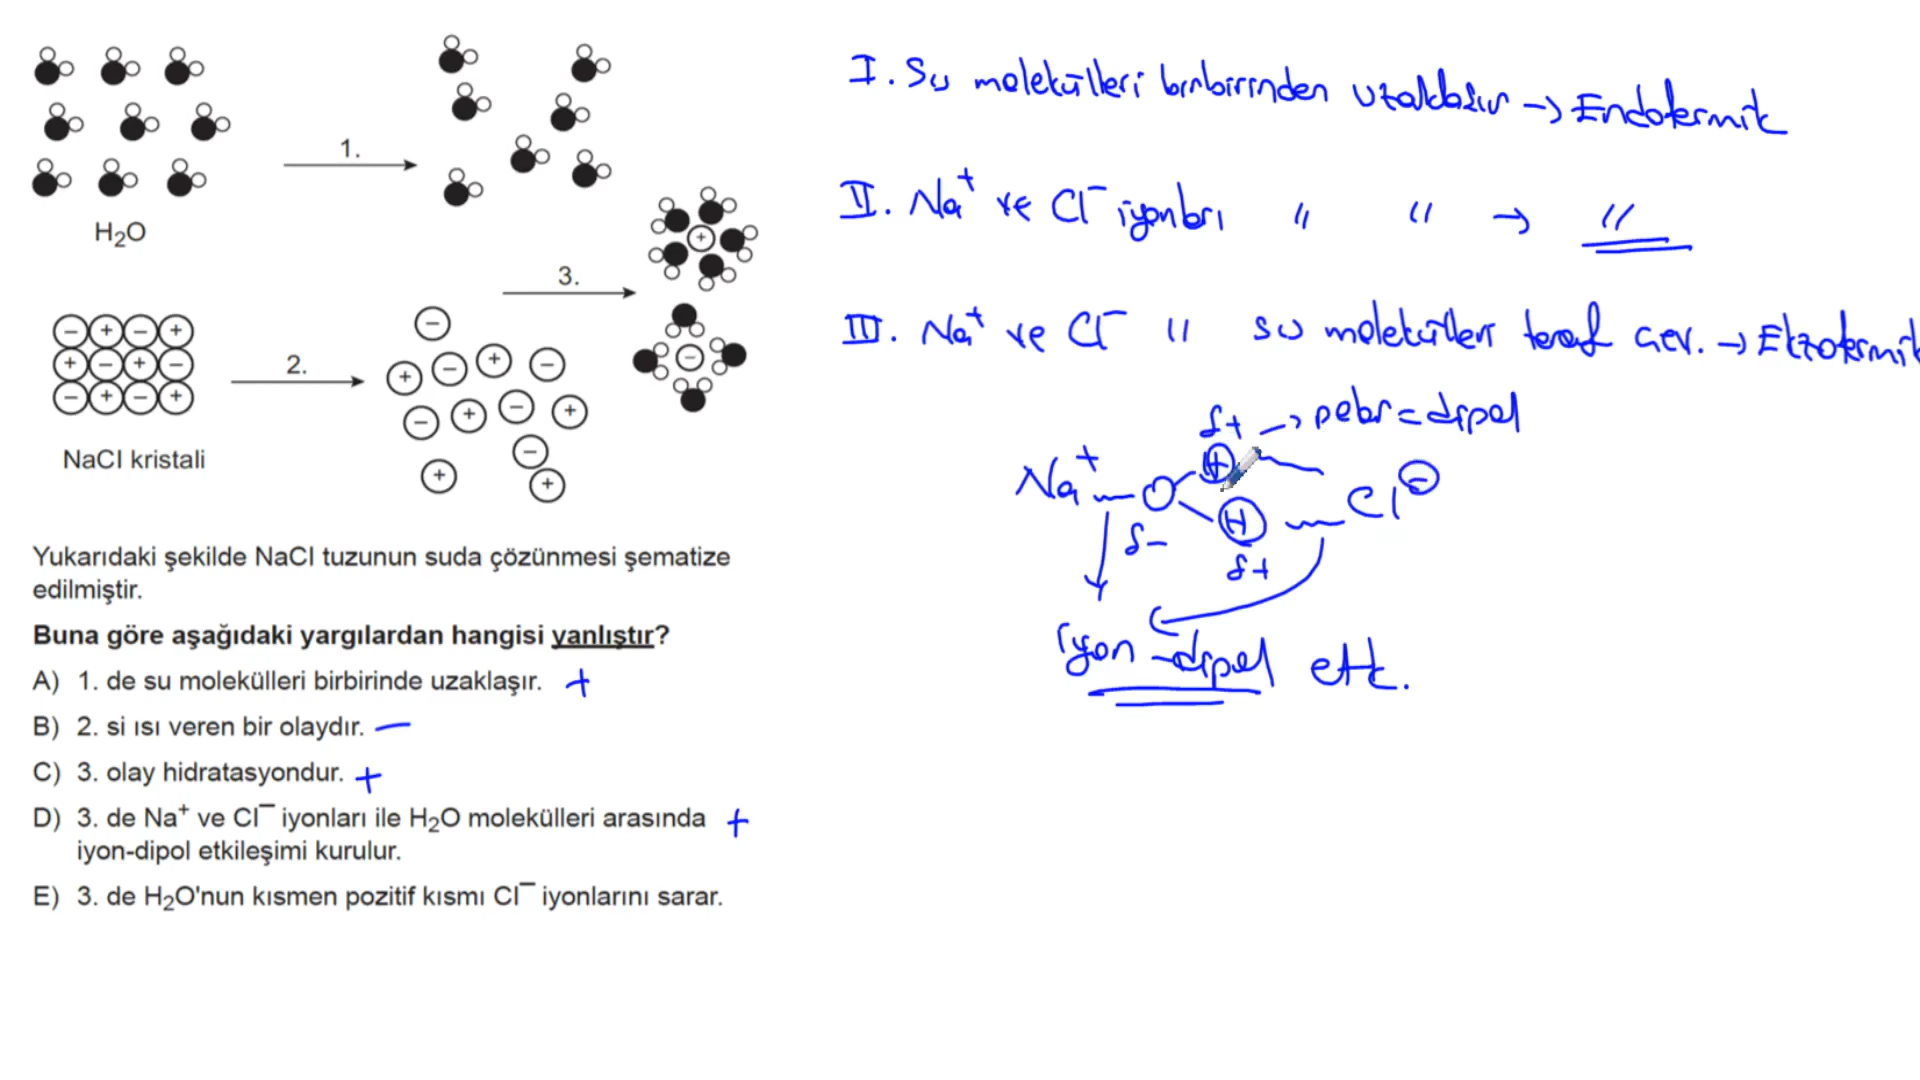 1.
H₂O
3.
2.
NaCl kristali
Yukarıdaki şekilde NaCl tuzunun suda çözünmesi şematize
edilmiştir.
Buna göre aşağıdaki yargılardan hangisi yanlıştır?
A) 1. de su molekülleri birbirinde uzaklaşır. +
B) 2. si ısı veren bir olaydır. —
C) 3. olay hidratasyondur. +
D) 3. de Na⁺ ve Cl⁻ iyonları ile H₂O molekülleri arasında +
iyon-dipol etkileşimi kurulur.
E) 3. de H₂O'nun kısmen pozitif kısmı Cl⁻ iyonlarını sarar.
I. Su molekülleri birbirinden uzaklaşır → Endotermik
II. Na⁺ ve Cl⁻ iyonları " " → "
III. Na⁺ ve Cl⁻ " su molekülleri taraf çev. → Ekzotermik
δ+ → polar = dipol
Na⁺ — O H Cl⁻
H
δ- δ+
iyon-dipol etk.